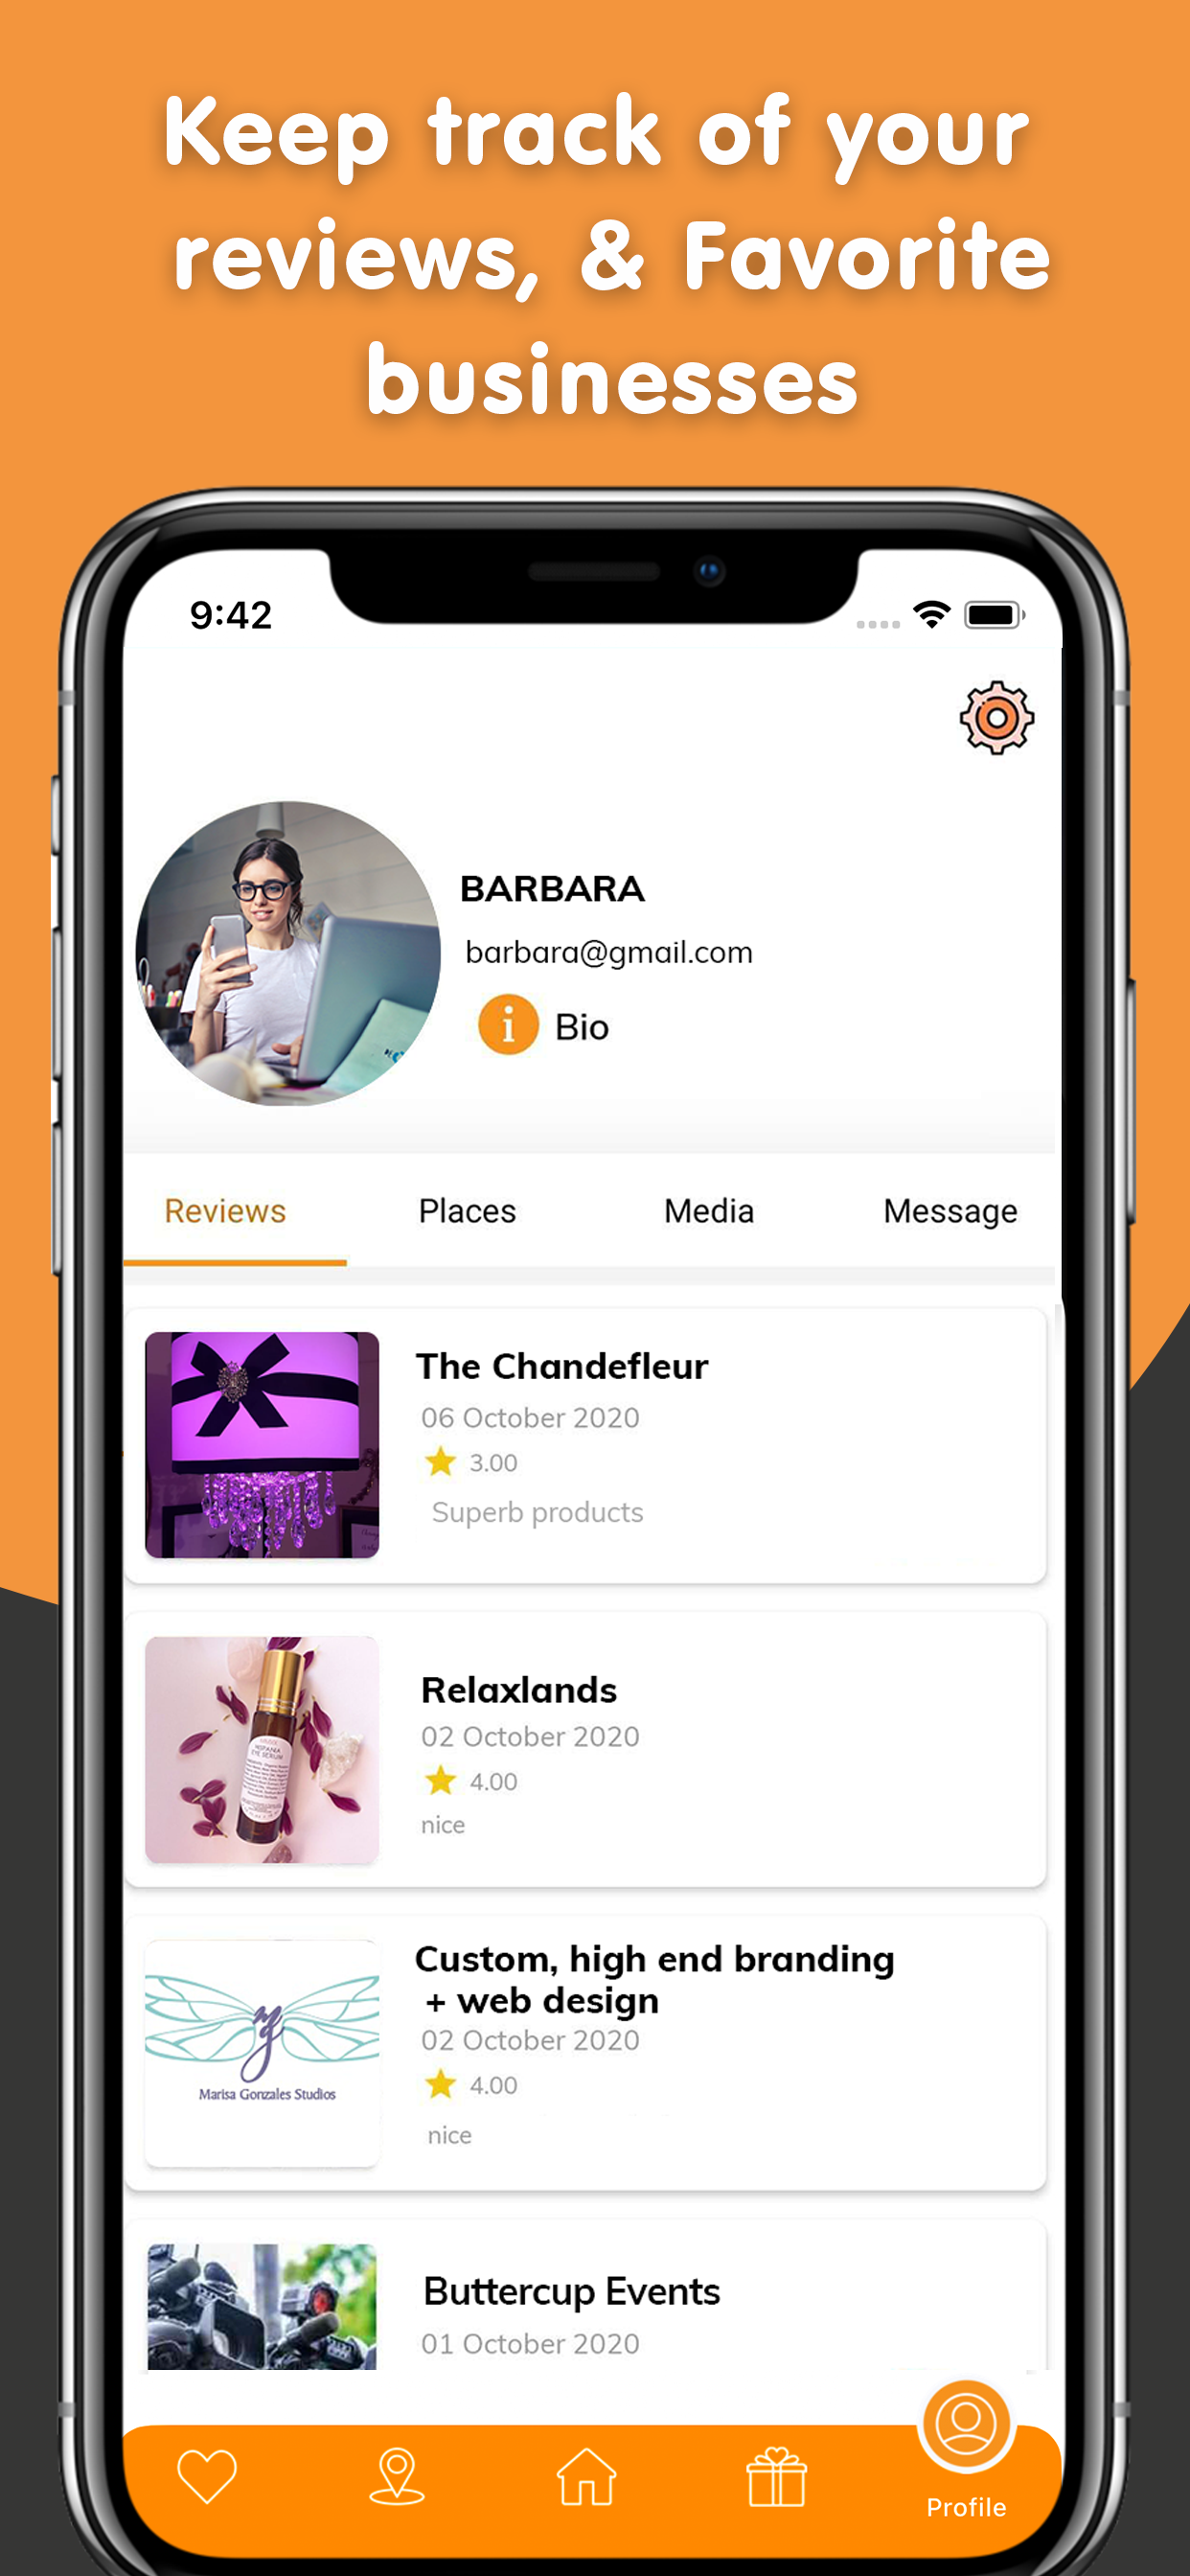 Keep track of your
reviews, & Favorite
businesses
9:42
BARBARA
barbara@gmail.com
i Bio
Reviews Places Media Message
The Chandefleur
06 October 2020
3.00
Superb products
Relaxlands
02 October 2020
4.00
nice
EYE SERUM
Custom, high end branding
+ web design
02 October 2020
4.00
nice
Marisa Gonzales Studios
Buttercup Events
01 October 2020
Profile